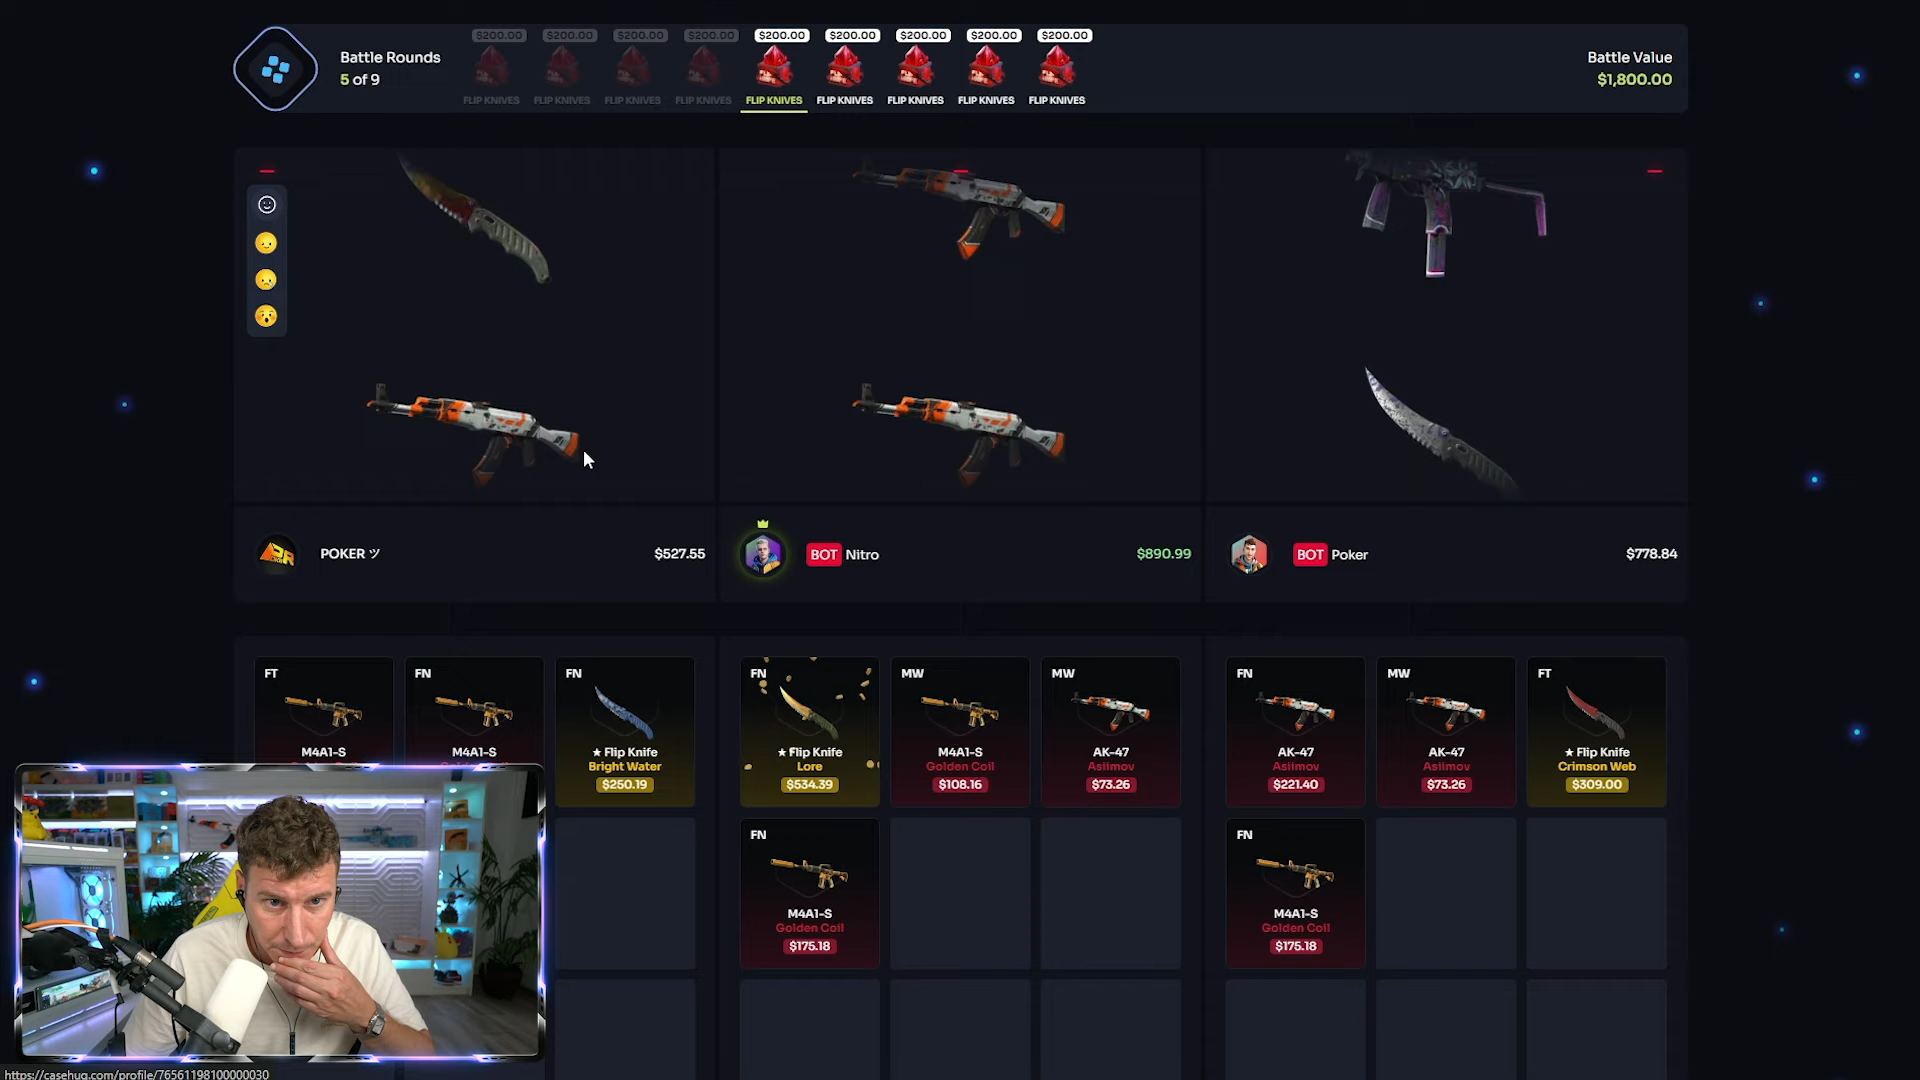 Battle Rounds
5 of 9
$200.00 $200.00 $200.00 $200.00 $200.00 $200.00 $200.00 $200.00 $200.00
FLIP KNIVES FLIP KNIVES FLIP KNIVES FLIP KNIVES FLIP KNIVES FLIP KNIVES FLIP KNIVES FLIP KNIVES FLIP KNIVES
Battle Value
$1,800.00
POKER ツ $527.55
BOT Nitro $890.99
BOT Poker $778.84
FT
M4A1-S
FN
M4A1-S
FN
★ Flip Knife
Bright Water
$250.19
FN
★ Flip Knife
Lore
$534.39
MW
M4A1-S
Golden Coil
$108.16
MW
AK-47
Asiimov
$73.26
FN
AK-47
Asiimov
$221.40
MW
AK-47
Asiimov
$73.26
FT
★ Flip Knife
Crimson Web
$309.00
FN
M4A1-S
Golden Coil
$175.18
FN
M4A1-S
Golden Coil
$175.18
https://casehug.com/profile/76561198100000030